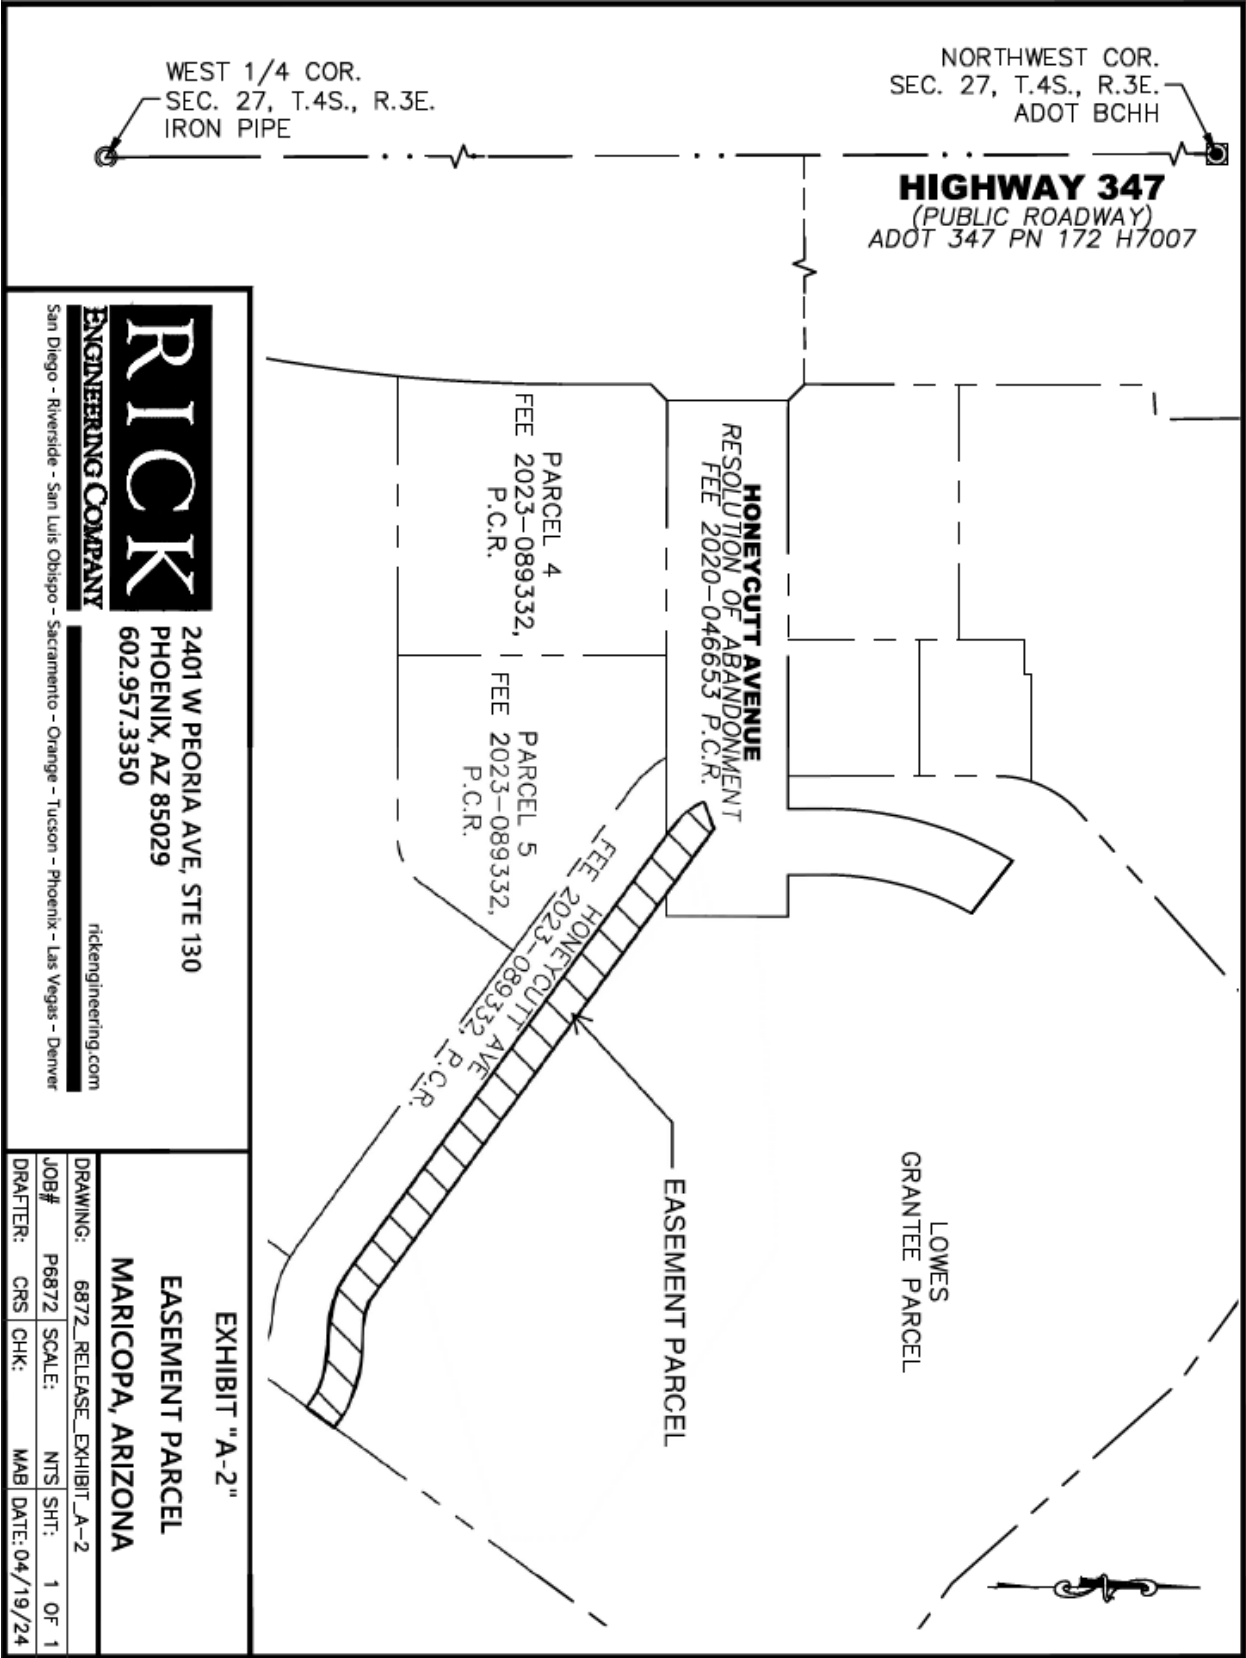 WEST 1/4 COR.
SEC. 27, T.4S., R.3E.
IRON PIPE
NORTHWEST COR.
SEC. 27, T.4S., R.3E.
ADOT BCHH
HIGHWAY 347
(PUBLIC ROADWAY)
ADOT 347 PN 172 H7007
HONEYCUTT AVENUE
RESOLUTION OF ABANDONMENT
FEE 2020-046653 P.C.R.
PARCEL 4
FEE 2023-089332,
P.C.R.
PARCEL 5
FEE 2023-089332,
P.C.R.
HONEYCUTT AVE
FEE 2023-089332, P.C.R.
EASEMENT PARCEL
LOWES
GRANTEE PARCEL
RICK
ENGINEERING COMPANY
2401 W PEORIA AVE, STE 130
PHOENIX, AZ 85029
602.957.3350
rickengineering.com
San Diego - Riverside - San Luis Obispo - Sacramento - Orange - Tucson - Phoenix - Las Vegas - Denver
EXHIBIT "A-2"
EASEMENT PARCEL
MARICOPA, ARIZONA
DRAWING: 6872_RELEASE_EXHIBIT_A-2
JOB# P6872 SCALE: NTS SHT: 1 OF 1
DRAFTER: CRS CHK: MAB DATE: 04/19/24